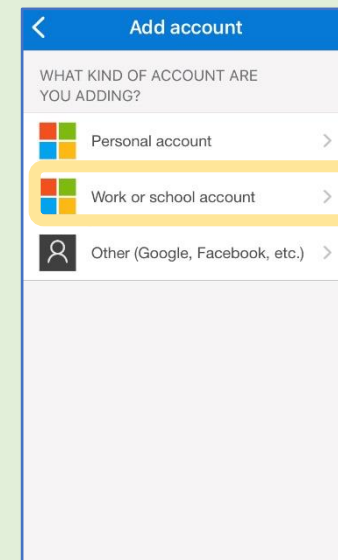 Add account
WHAT KIND OF ACCOUNT ARE
YOU ADDING?
Personal account
Work or school account
Other (Google, Facebook, etc.)